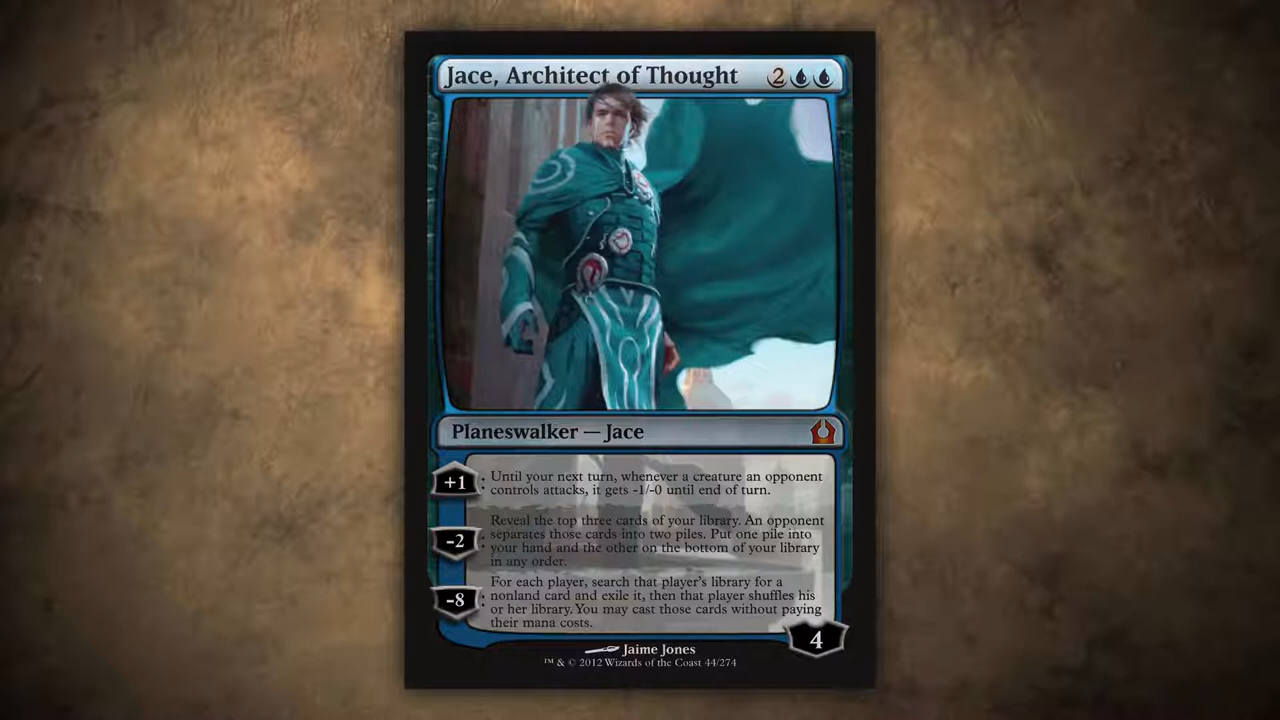 Jace, Architect of Thought 2
Planeswalker — Jace
+1: Until your next turn, whenever a creature an opponent
controls attacks, it gets -1/-0 until end of turn.
Reveal the top three cards of your library. An opponent
-2: separates those cards into two piles. Put one pile into
your hand and the other on the bottom of your library
in any order.
For each player, search that player's library for a
-8: nonland card and exile it, then that player shuffles his
or her library. You may cast those cards without paying
their mana costs.
4
Jaime Jones
™ & © 2012 Wizards of the Coast 44/274